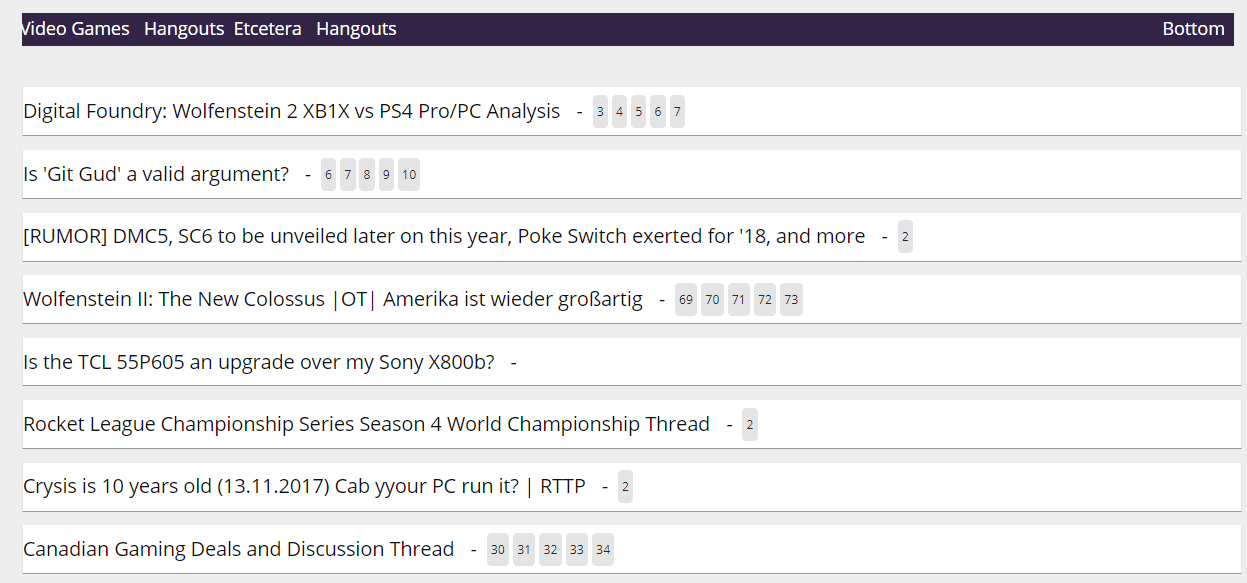 Video Games Hangouts Etcetera Hangouts Bottom
Digital Foundry: Wolfenstein 2 XB1X vs PS4 Pro/PC Analysis - 3 4 5 6 7
Is 'Git Gud' a valid argument? - 6 7 8 9 10
[RUMOR] DMC5, SC6 to be unveiled later on this year, Poke Switch exerted for '18, and more - 2
Wolfenstein II: The New Colossus |OT| Amerika ist wieder großartig - 69 70 71 72 73
Is the TCL 55P605 an upgrade over my Sony X800b? -
Rocket League Championship Series Season 4 World Championship Thread - 2
Crysis is 10 years old (13.11.2017) Cab yyour PC run it? | RTTP - 2
Canadian Gaming Deals and Discussion Thread - 30 31 32 33 34